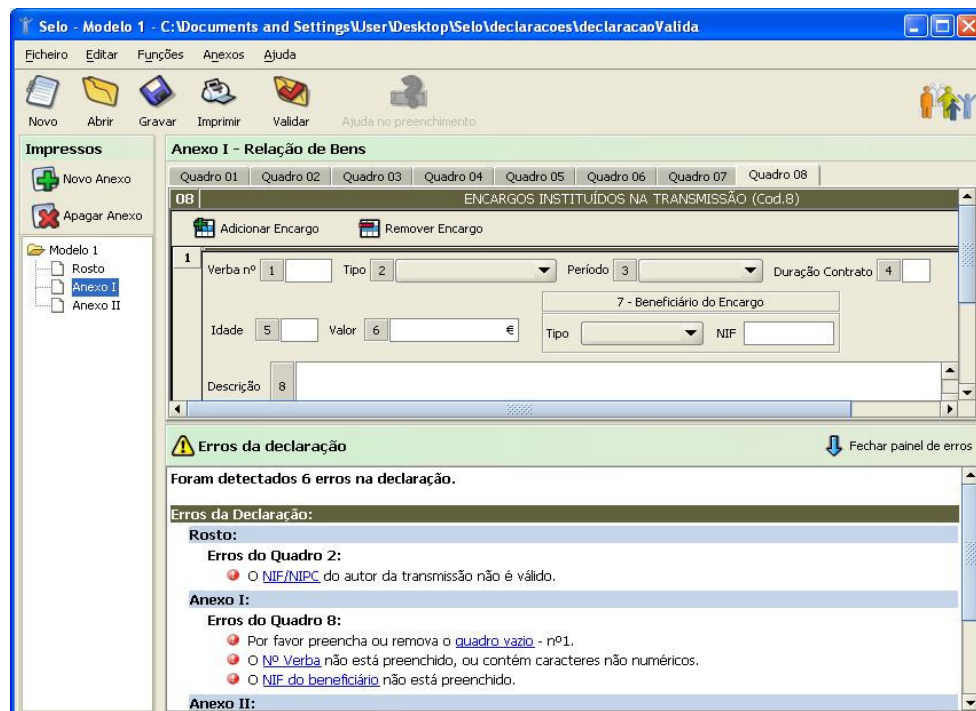 Selo - Modelo 1 - C:\Documents and Settings\User\Desktop\Selo\declaracoes\declaracaoValida
Ficheiro Editar Funções Anexos Ajuda
Novo Abrir Gravar Imprimir Validar Ajuda no preenchimento
Impressos
Novo Anexo
Apagar Anexo
Modelo 1
Rosto
Anexo I
Anexo II
Anexo I - Relação de Bens
Quadro 01 Quadro 02 Quadro 03 Quadro 04 Quadro 05 Quadro 06 Quadro 07 Quadro 08
08 ENCARGOS INSTITUÍDOS NA TRANSMISSÃO (Cod.8)
Adicionar Encargo Remover Encargo
1
Verba nº 1 Tipo 2 Período 3 Duração Contrato 4
7 - Beneficiário do Encargo
Idade 5 Valor 6 € Tipo NIF
Descrição 8
Erros da declaração Fechar painel de erros
Foram detectados 6 erros na declaração.
Erros da Declaração:
Rosto:
Erros do Quadro 2:
O NIF/NIPC do autor da transmissão não é válido.
Anexo I:
Erros do Quadro 8:
Por favor preencha ou remova o quadro vazio - nº1.
O Nº Verba não está preenchido, ou contém caracteres não numéricos.
O NIF do beneficiário não está preenchido.
Anexo II: